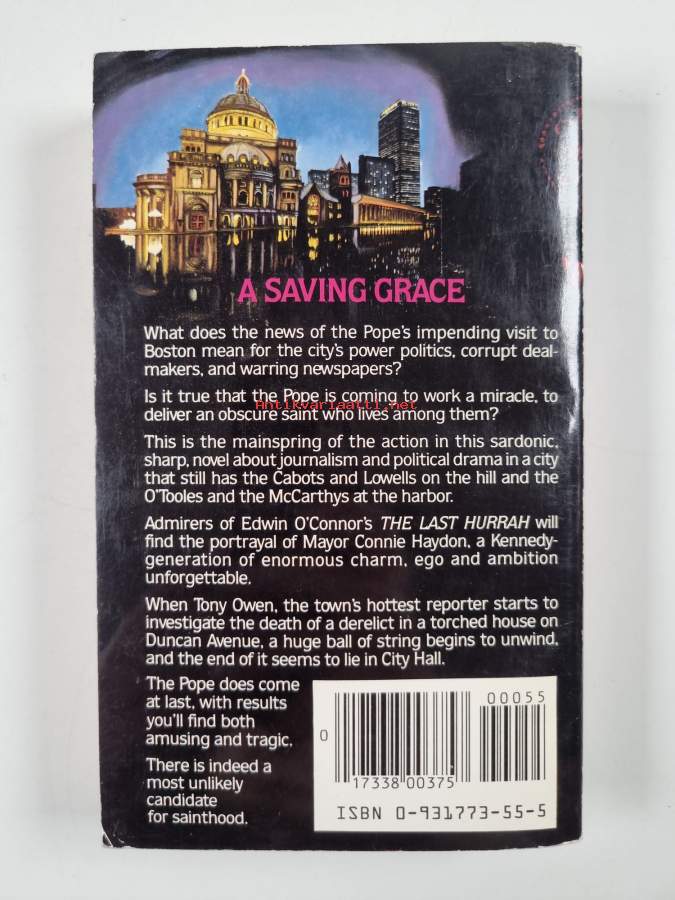 A SAVING GRACE
What does the news of the Pope's impending visit to
Boston mean for the city's power politics, corrupt deal-
makers, and warring newspapers?
Is it true that the Pope is coming to work a miracle, to
Antikvariaatti.net
deliver an obscure saint who lives among them?
This is the mainspring of the action in this sardonic,
sharp, novel about journalism and political drama in a city
that still has the Cabots and Lowells on the hill and the
O'Tooles and the McCarthys at the harbor.
Admirers of Edwin O'Connor's THE LAST HURRAH will
find the portrayal of Mayor Connie Haydon, a Kennedy-
generation of enormous charm, ego and ambition
unforgettable.
When Tony Owen, the town's hottest reporter starts to
investigate the death of a derelict in a torched house on
Duncan Avenue, a huge ball of string begins to unwind,
and the end of it seems to lie in City Hall.
The Pope does come
at last, with results
you'll find both
amusing and tragic.
There is indeed a
most unlikely
candidate
for sainthood.
00055
0
17338 00375
ISBN 0-931773-55-5